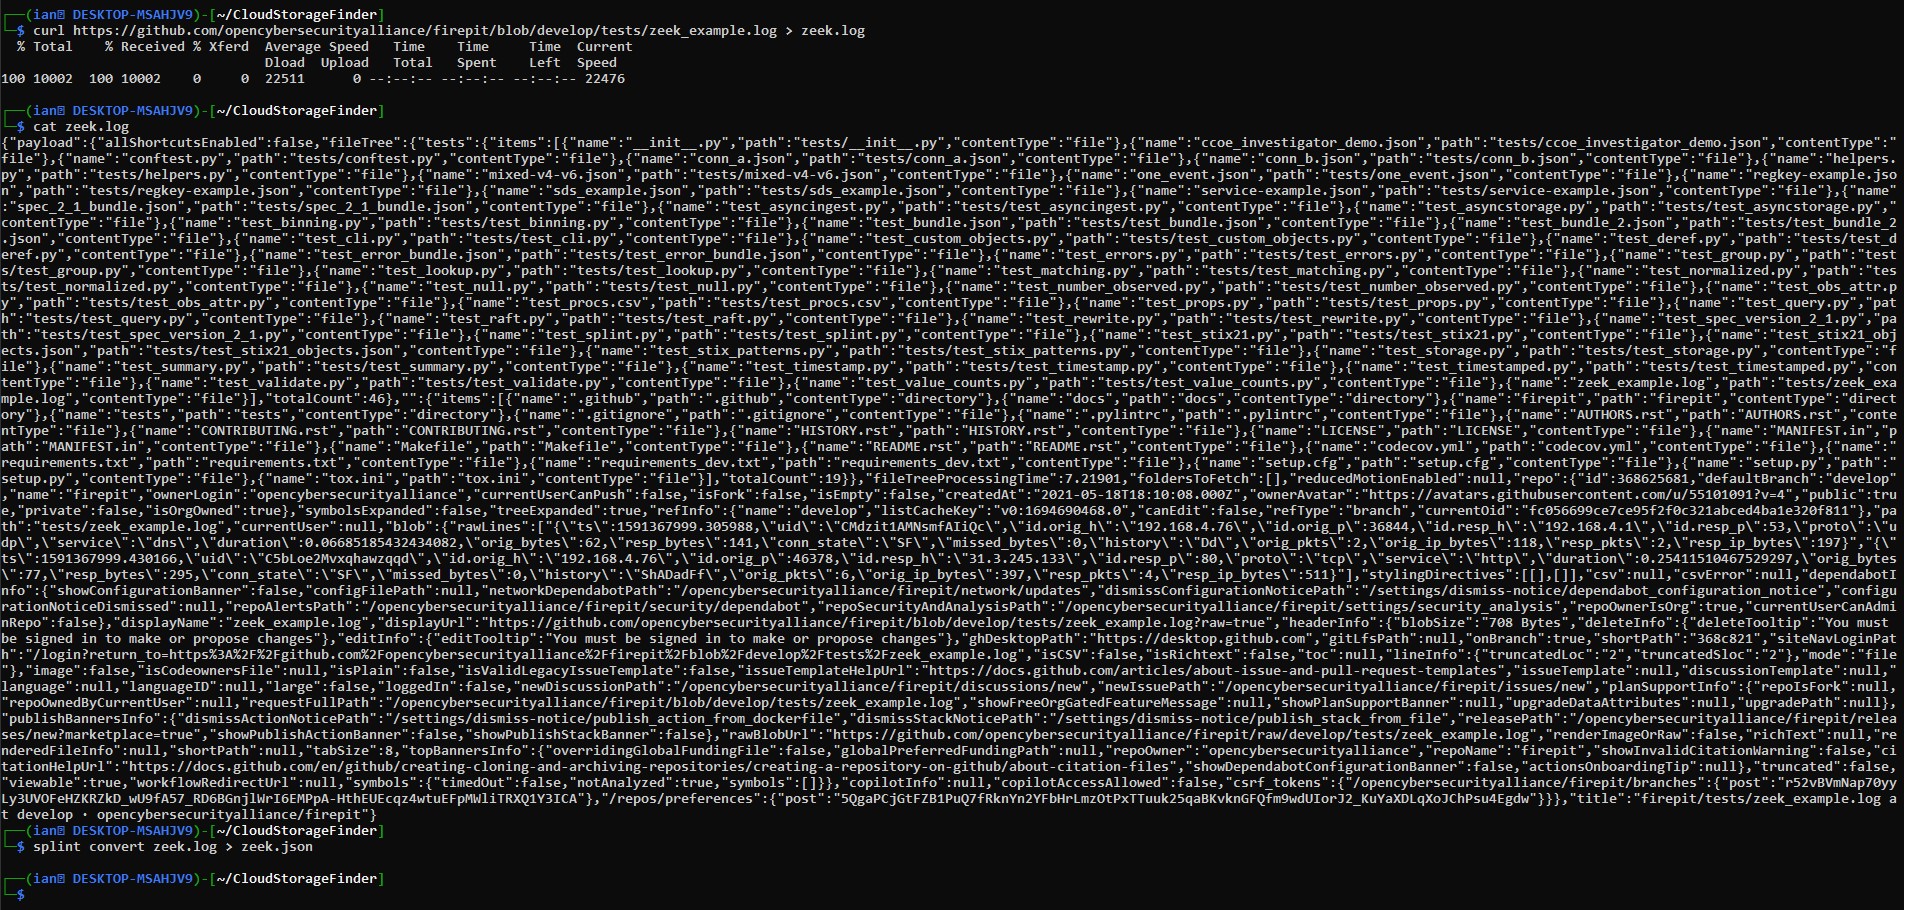 ┌──(ian DESKTOP-MSAHJV9)-[~/CloudStorageFinder]
└─$ curl https://github.com/opencybersecurityalliance/firepit/blob/develop/tests/zeek_example.log > zeek.log
  % Total    % Received % Xferd  Average Speed   Time    Time     Time  Current
                                 Dload  Upload   Total   Spent    Left  Speed
100 10002  100 10002    0     0  22511      0 --:--:-- --:--:-- --:--:-- 22476
┌──(ian DESKTOP-MSAHJV9)-[~/CloudStorageFinder]
└─$ cat zeek.log
{"payload":{"allShortcutsEnabled":false,"fileTree":{"tests":{"items":[{"name":"__init__.py","path":"tests/__init__.py","contentType":"file"},{"name":"ccoe_investigator_demo.json","path":"tests/ccoe_investigator_demo.json","contentType":"
file"},{"name":"conftest.py","path":"tests/conftest.py","contentType":"file"},{"name":"conn_a.json","path":"tests/conn_a.json","contentType":"file"},{"name":"conn_b.json","path":"tests/conn_b.json","contentType":"file"},{"name":"helpers.
py","path":"tests/helpers.py","contentType":"file"},{"name":"mixed-v4-v6.json","path":"tests/mixed-v4-v6.json","contentType":"file"},{"name":"one_event.json","path":"tests/one_event.json","contentType":"file"},{"name":"regkey-example.jso
n","path":"tests/regkey-example.json","contentType":"file"},{"name":"sds_example.json","path":"tests/sds_example.json","contentType":"file"},{"name":"service-example.json","path":"tests/service-example.json","contentType":"file"},{"name"
:"spec_2_1_bundle.json","path":"tests/spec_2_1_bundle.json","contentType":"file"},{"name":"test_asyncingest.py","path":"tests/test_asyncingest.py","contentType":"file"},{"name":"test_asyncstorage.py","path":"tests/test_asyncstorage.py","
contentType":"file"},{"name":"test_binning.py","path":"tests/test_binning.py","contentType":"file"},{"name":"test_bundle.json","path":"tests/test_bundle.json","contentType":"file"},{"name":"test_bundle_2.json","path":"tests/test_bundle_2
.json","contentType":"file"},{"name":"test_cli.py","path":"tests/test_cli.py","contentType":"file"},{"name":"test_custom_objects.py","path":"tests/test_custom_objects.py","contentType":"file"},{"name":"test_deref.py","path":"tests/test_d
eref.py","contentType":"file"},{"name":"test_error_bundle.json","path":"tests/test_error_bundle.json","contentType":"file"},{"name":"test_errors.py","path":"tests/test_errors.py","contentType":"file"},{"name":"test_group.py","path":"test
s/test_group.py","contentType":"file"},{"name":"test_lookup.py","path":"tests/test_lookup.py","contentType":"file"},{"name":"test_matching.py","path":"tests/test_matching.py","contentType":"file"},{"name":"test_normalized.py","path":"tes
ts/test_normalized.py","contentType":"file"},{"name":"test_null.py","path":"tests/test_null.py","contentType":"file"},{"name":"test_number_observed.py","path":"tests/test_number_observed.py","contentType":"file"},{"name":"test_obs_attr.p
y","path":"tests/test_obs_attr.py","contentType":"file"},{"name":"test_procs.csv","path":"tests/test_procs.csv","contentType":"file"},{"name":"test_props.py","path":"tests/test_props.py","contentType":"file"},{"name":"test_query.py","pat
h":"tests/test_query.py","contentType":"file"},{"name":"test_raft.py","path":"tests/test_raft.py","contentType":"file"},{"name":"test_rewrite.py","path":"tests/test_rewrite.py","contentType":"file"},{"name":"test_spec_version_2_1.py","pa
th":"tests/test_spec_version_2_1.py","contentType":"file"},{"name":"test_splint.py","path":"tests/test_splint.py","contentType":"file"},{"name":"test_stix21.py","path":"tests/test_stix21.py","contentType":"file"},{"name":"test_stix21_obj
ects.json","path":"tests/test_stix21_objects.json","contentType":"file"},{"name":"test_stix_patterns.py","path":"tests/test_stix_patterns.py","contentType":"file"},{"name":"test_storage.py","path":"tests/test_storage.py","contentType":"f
ile"},{"name":"test_summary.py","path":"tests/test_summary.py","contentType":"file"},{"name":"test_timestamp.py","path":"tests/test_timestamp.py","contentType":"file"},{"name":"test_timestamped.py","path":"tests/test_timestamped.py","con
tentType":"file"},{"name":"test_validate.py","path":"tests/test_validate.py","contentType":"file"},{"name":"test_value_counts.py","path":"tests/test_value_counts.py","contentType":"file"},{"name":"zeek_example.log","path":"tests/zeek_exa
mple.log","contentType":"file"}],"totalCount":46},"":{"items":[{"name":".github","path":".github","contentType":"directory"},{"name":"docs","path":"docs","contentType":"directory"},{"name":"firepit","path":"firepit","contentType":"direct
ory"},{"name":"tests","path":"tests","contentType":"directory"},{"name":".gitignore","path":".gitignore","contentType":"file"},{"name":".pylintrc","path":".pylintrc","contentType":"file"},{"name":"AUTHORS.rst","path":"AUTHORS.rst","conte
ntType":"file"},{"name":"CONTRIBUTING.rst","path":"CONTRIBUTING.rst","contentType":"file"},{"name":"HISTORY.rst","path":"HISTORY.rst","contentType":"file"},{"name":"LICENSE","path":"LICENSE","contentType":"file"},{"name":"MANIFEST.in","p
ath":"MANIFEST.in","contentType":"file"},{"name":"Makefile","path":"Makefile","contentType":"file"},{"name":"README.rst","path":"README.rst","contentType":"file"},{"name":"codecov.yml","path":"codecov.yml","contentType":"file"},{"name":"
requirements.txt","path":"requirements.txt","contentType":"file"},{"name":"requirements_dev.txt","path":"requirements_dev.txt","contentType":"file"},{"name":"setup.cfg","path":"setup.cfg","contentType":"file"},{"name":"setup.py","path":"
setup.py","contentType":"file"},{"name":"tox.ini","path":"tox.ini","contentType":"file"}],"totalCount":19}},"fileTreeProcessingTime":7.21901,"foldersToFetch":[],"reducedMotionEnabled":null,"repo":{"id":368625681,"defaultBranch":"develop"
,"name":"firepit","ownerLogin":"opencybersecurityalliance","currentUserCanPush":false,"isFork":false,"isEmpty":false,"createdAt":"2021-05-18T18:10:08.000Z","ownerAvatar":"https://avatars.githubusercontent.com/u/55101091?v=4","public":tru
e,"private":false,"isOrgOwned":true},"symbolsExpanded":false,"treeExpanded":true,"refInfo":{"name":"develop","listCacheKey":"v0:1694690468.0","canEdit":false,"refType":"branch","currentOid":"fc056699ce7ce95f2f0c321abced4ba1e320f811"},"pa
th":"tests/zeek_example.log","currentUser":null,"blob":{"rawLines":["{\"ts\":1591367999.305988,\"uid\":\"CMdzit1AMNsmfAIiQc\",\"id.orig_h\":\"192.168.4.76\",\"id.orig_p\":36844,\"id.resp_h\":\"192.168.4.1\",\"id.resp_p\":53,\"proto\":\"u
dp\",\"service\":\"dns\",\"duration\":0.06685185432434082,\"orig_bytes\":62,\"resp_bytes\":141,\"conn_state\":\"SF\",\"missed_bytes\":0,\"history\":\"Dd\",\"orig_pkts\":2,\"orig_ip_bytes\":118,\"resp_pkts\":2,\"resp_ip_bytes\":197}","{\"
ts\":1591367999.430166,\"uid\":\"C5bLoe2Mvxqhawzqqd\",\"id.orig_h\":\"192.168.4.76\",\"id.orig_p\":46378,\"id.resp_h\":\"31.3.245.133\",\"id.resp_p\":80,\"proto\":\"tcp\",\"service\":\"http\",\"duration\":0.25411510467529297,\"orig_bytes
\":77,\"resp_bytes\":295,\"conn_state\":\"SF\",\"missed_bytes\":0,\"history\":\"ShADadFf\",\"orig_pkts\":6,\"orig_ip_bytes\":397,\"resp_pkts\":4,\"resp_ip_bytes\":511}"],"stylingDirectives":[[],[]],"csv":null,"csvError":null,"dependabotI
nfo":{"showConfigurationBanner":false,"configFilePath":null,"networkDependabotPath":"/opencybersecurityalliance/firepit/network/updates","dismissConfigurationNoticePath":"/settings/dismiss-notice/dependabot_configuration_notice","configu
rationNoticeDismissed":null,"repoAlertsPath":"/opencybersecurityalliance/firepit/security/dependabot","repoSecurityAndAnalysisPath":"/opencybersecurityalliance/firepit/settings/security_analysis","repoOwnerIsOrg":true,"currentUserCanAdmi
nRepo":false},"displayName":"zeek_example.log","displayUrl":"https://github.com/opencybersecurityalliance/firepit/blob/develop/tests/zeek_example.log?raw=true","headerInfo":{"blobSize":"708 Bytes","deleteInfo":{"deleteTooltip":"You must
be signed in to make or propose changes"},"editInfo":{"editTooltip":"You must be signed in to make or propose changes"},"ghDesktopPath":"https://desktop.github.com","gitLfsPath":null,"onBranch":true,"shortPath":"368c821","siteNavLoginPat
h":"/login?return_to=https%3A%2F%2Fgithub.com%2Fopencybersecurityalliance%2Ffirepit%2Fblob%2Fdevelop%2Ftests%2Fzeek_example.log","isCSV":false,"isRichtext":false,"toc":null,"lineInfo":{"truncatedLoc":"2","truncatedSloc":"2"},"mode":"file
"},"image":false,"isCodeownersFile":null,"isPlain":false,"isValidLegacyIssueTemplate":false,"issueTemplateHelpUrl":"https://docs.github.com/articles/about-issue-and-pull-request-templates","issueTemplate":null,"discussionTemplate":null,"
language":null,"languageID":null,"large":false,"loggedIn":false,"newDiscussionPath":"/opencybersecurityalliance/firepit/discussions/new","newIssuePath":"/opencybersecurityalliance/firepit/issues/new","planSupportInfo":{"repoIsFork":null,
"repoOwnedByCurrentUser":null,"requestFullPath":"/opencybersecurityalliance/firepit/blob/develop/tests/zeek_example.log","showFreeOrgGatedFeatureMessage":null,"showPlanSupportBanner":null,"upgradeDataAttributes":null,"upgradePath":null},
"publishBannersInfo":{"dismissActionNoticePath":"/settings/dismiss-notice/publish_action_from_dockerfile","dismissStackNoticePath":"/settings/dismiss-notice/publish_stack_from_file","releasePath":"/opencybersecurityalliance/firepit/relea
ses/new?marketplace=true","showPublishActionBanner":false,"showPublishStackBanner":false},"rawBlobUrl":"https://github.com/opencybersecurityalliance/firepit/raw/develop/tests/zeek_example.log","renderImageOrRaw":false,"richText":null,"re
nderedFileInfo":null,"shortPath":null,"tabSize":8,"topBannersInfo":{"overridingGlobalFundingFile":false,"globalPreferredFundingPath":null,"repoOwner":"opencybersecurityalliance","repoName":"firepit","showInvalidCitationWarning":false,"ci
tationHelpUrl":"https://docs.github.com/en/github/creating-cloning-and-archiving-repositories/creating-a-repository-on-github/about-citation-files","showDependabotConfigurationBanner":false,"actionsOnboardingTip":null},"truncated":false,
"viewable":true,"workflowRedirectUrl":null,"symbols":{"timedOut":false,"notAnalyzed":true,"symbols":[]}},"copilotInfo":null,"copilotAccessAllowed":false,"csrf_tokens":{"/opencybersecurityalliance/firepit/branches":{"post":"r52vBVmNap70yy
Ly3UVOFeHZKRZkD_wU9fA57_RD6BGnjlWrI6EMPpA-HthEUEcqz4wtuEFpMWliTRXQ1Y3ICA"},"/repos/preferences":{"post":"5QgaPCjGtFZB1PuQ7fRknYn2YFbHrLmzOtPxTTuuk25qaBKvknGFQfm9wdUIorJ2_KuYaXDLqXoJChPsu4Egdw"}}},"title":"firepit/tests/zeek_example.log a
t develop · opencybersecurityalliance/firepit"}
┌──(ian DESKTOP-MSAHJV9)-[~/CloudStorageFinder]
└─$ splint convert zeek.log > zeek.json
┌──(ian DESKTOP-MSAHJV9)-[~/CloudStorageFinder]
└─$